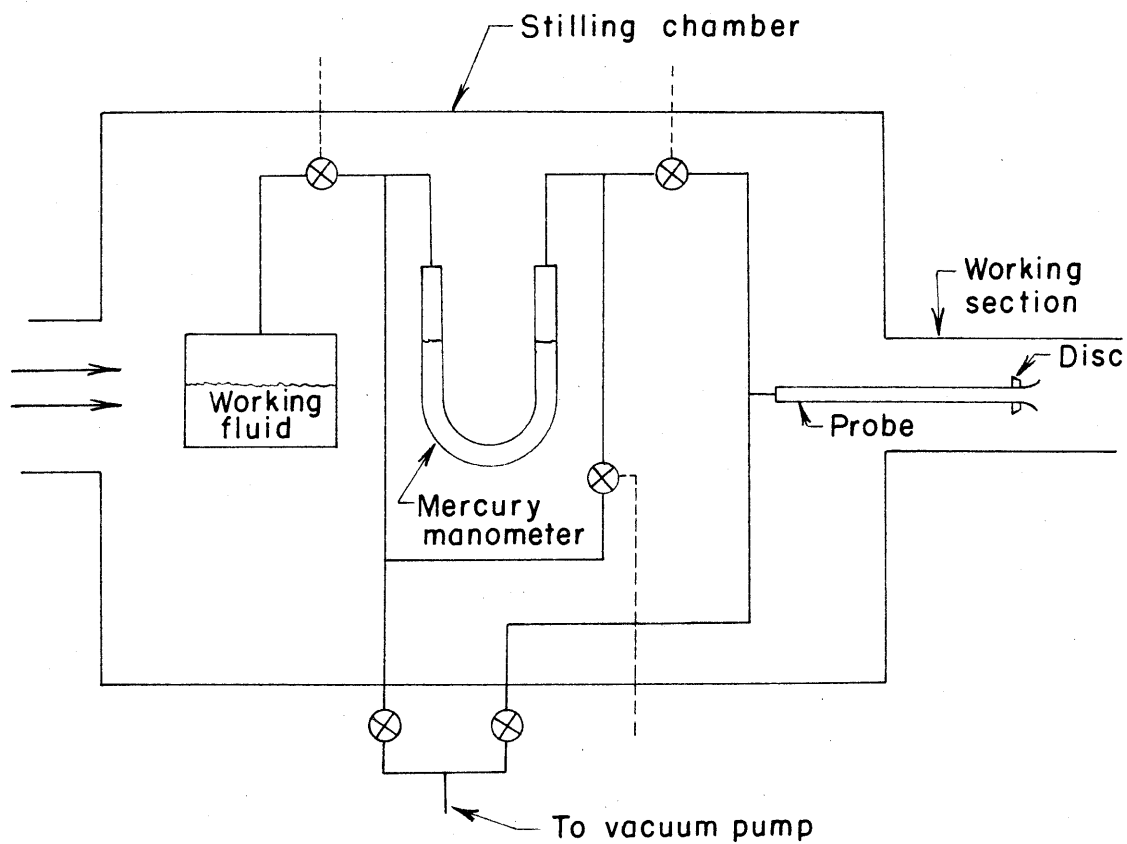 Stilling chamber
Working
section
Disc
Working
fluid
Probe
Mercury
manometer
To vacuum pump